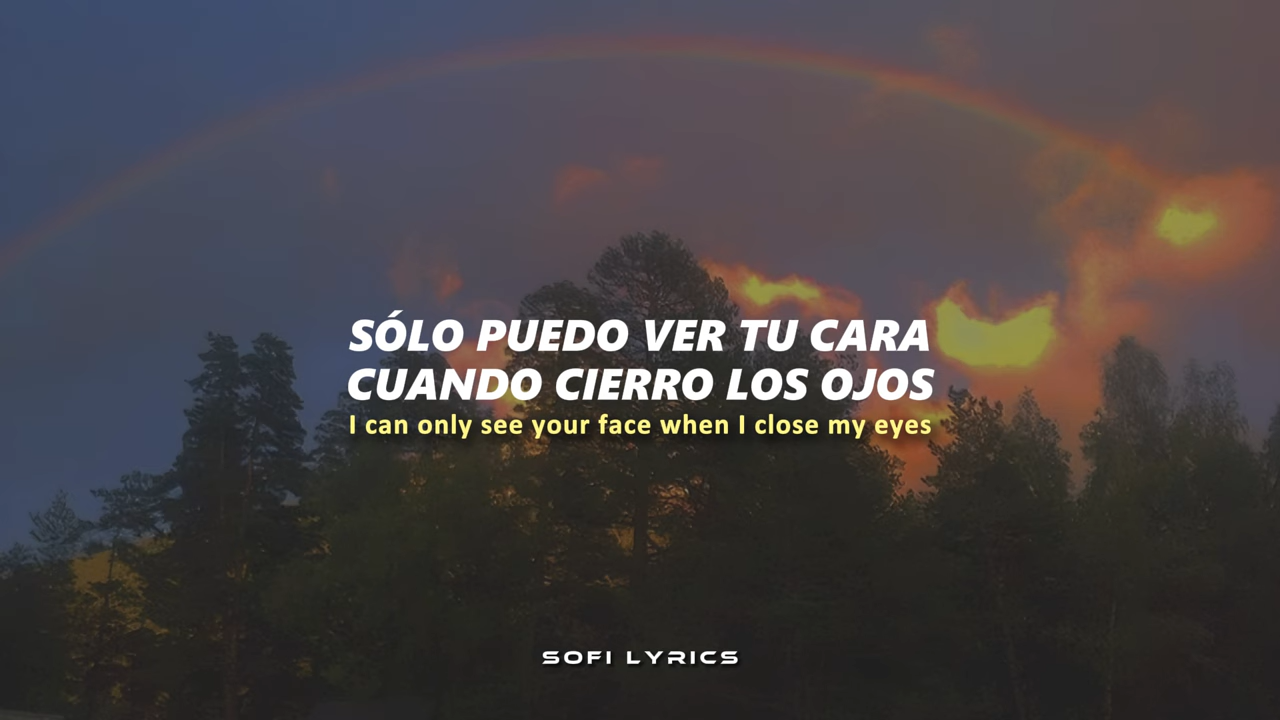 SÓLO PUEDO VER TU CARA
CUANDO CIERRO LOS OJOS
I can only see your face when I close my eyes
SOFI LYRICS